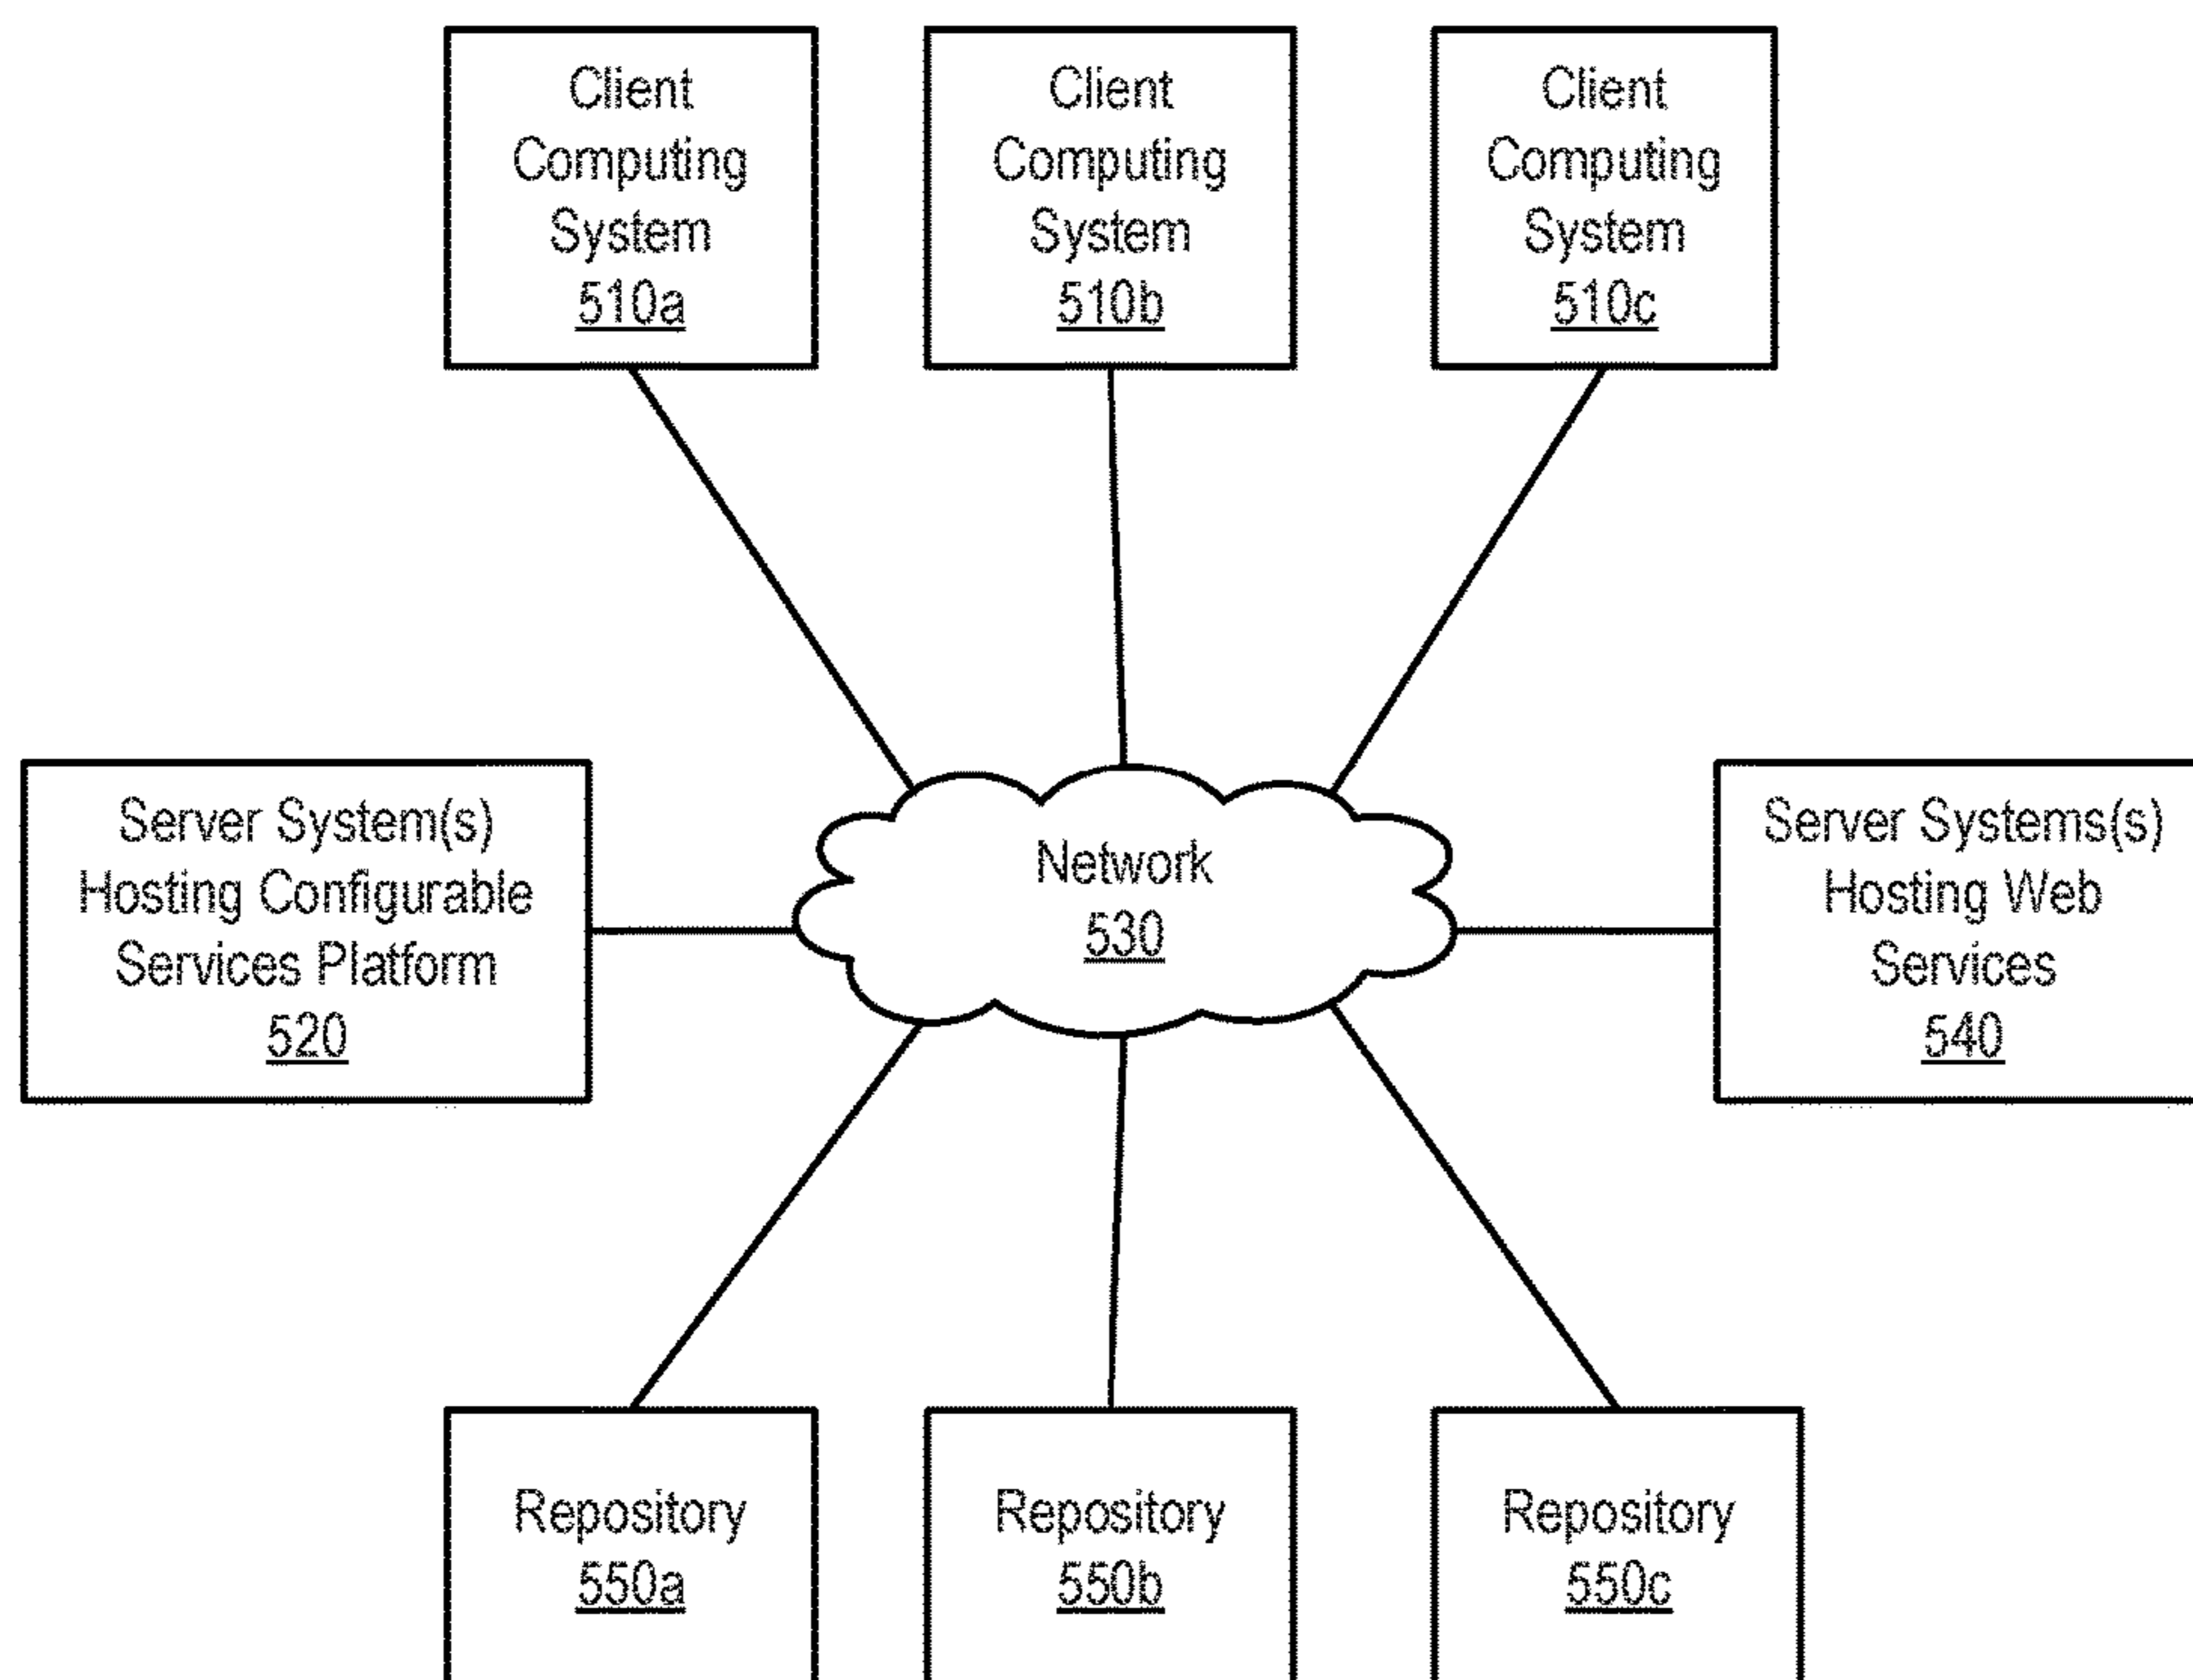 Client
Computing
System
510a
Client
Computing
System
510b
Client
Computing
System
510c
Server System(s)
Hosting Configurable
Services Platform
520
Network
530
Server Systems(s)
Hosting Web
Services
540
Repository
550a
Repository
550b
Repository
550c